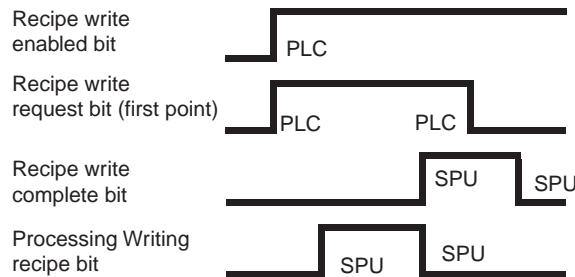 Recipe write
enabled bit
PLC
Recipe write
request bit (first point)
PLC
PLC
Recipe write
complete bit
SPU
SPU
Processing Writing
recipe bit
SPU
SPU